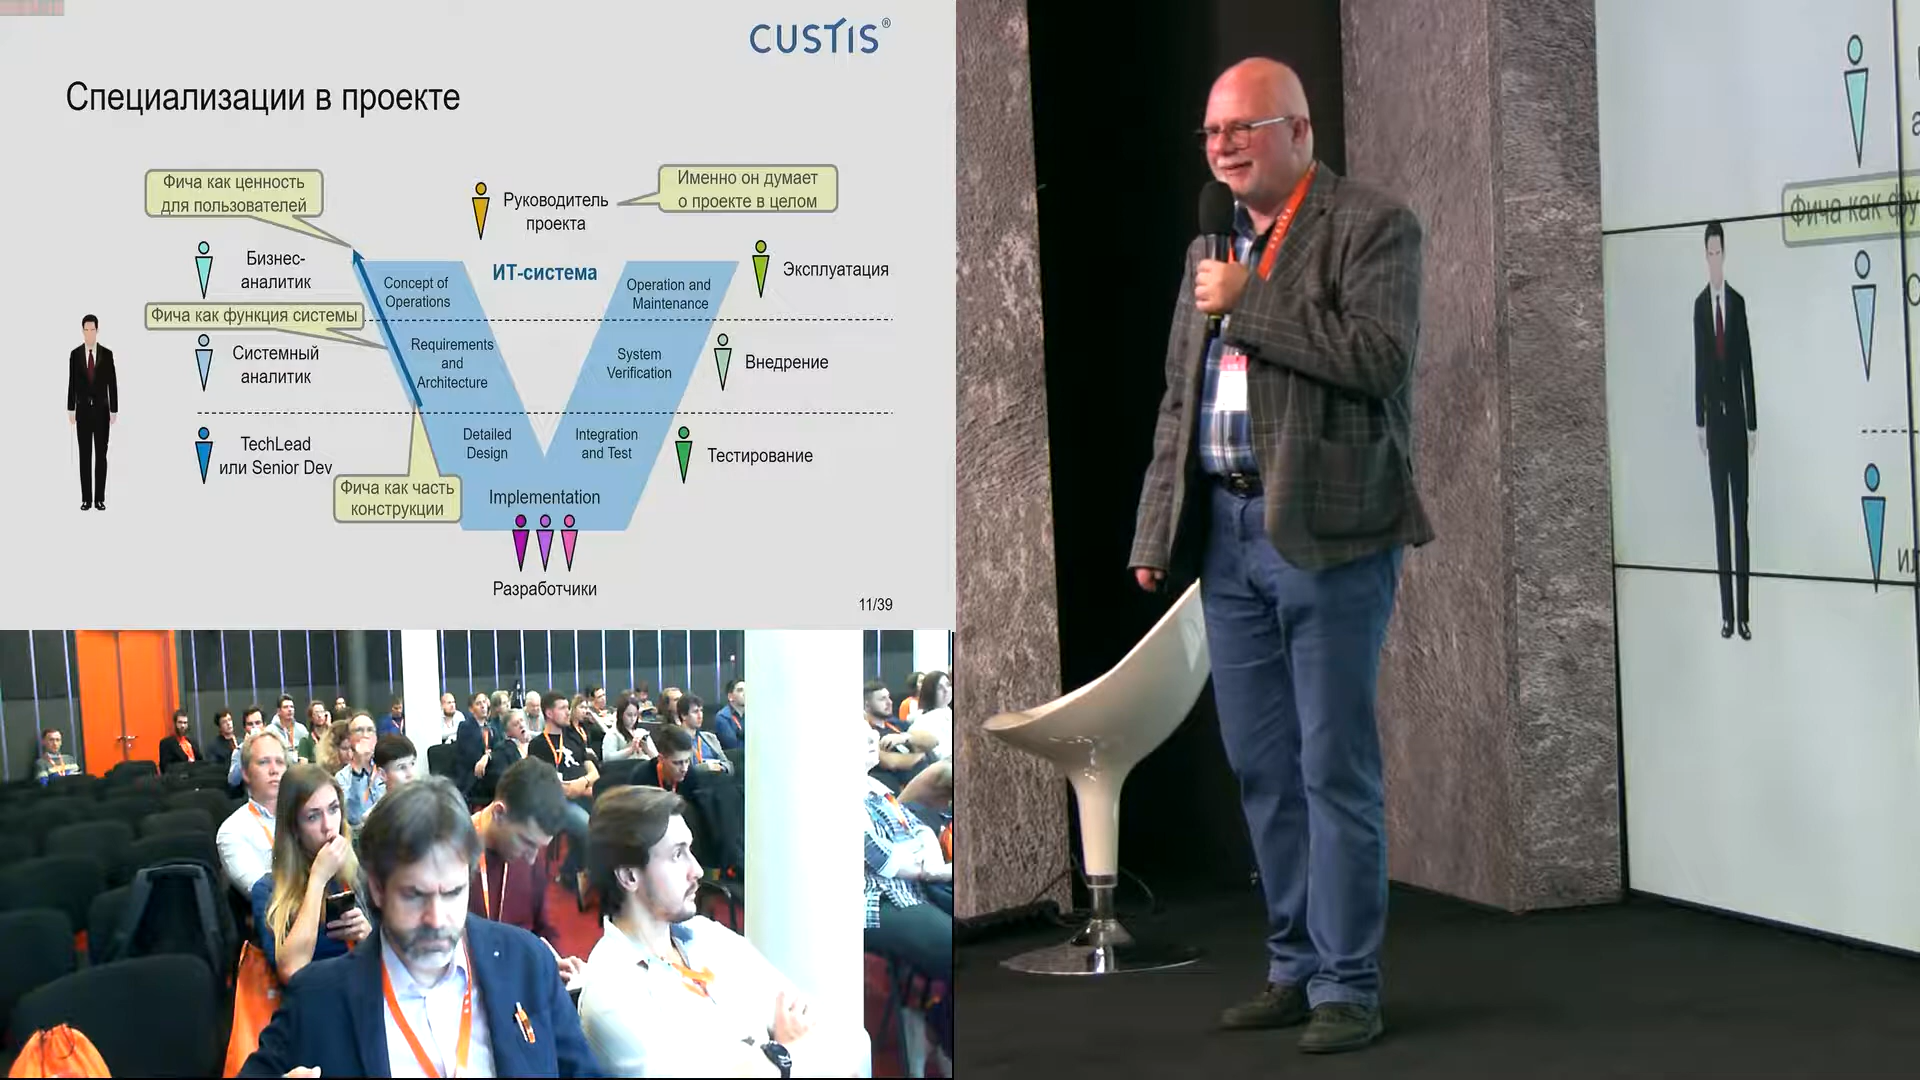 CUSTIS®
Специализации в проекте
Фича как ценность
для пользователей
Руководитель
проекта
Именно он думает
о проекте в целом
Бизнес-
аналитик
Concept of
Operations
ИТ-система
Operation and
Maintenance
Эксплуатация
Фича как функция системы
Системный
аналитик
Requirements
and
Architecture
System
Verification
Внедрение
TechLead
или Senior Dev
Detailed
Design
Integration
and Test
Тестирование
Фича как часть
конструкции
Implementation
Разработчики
11/39
Фича как фу